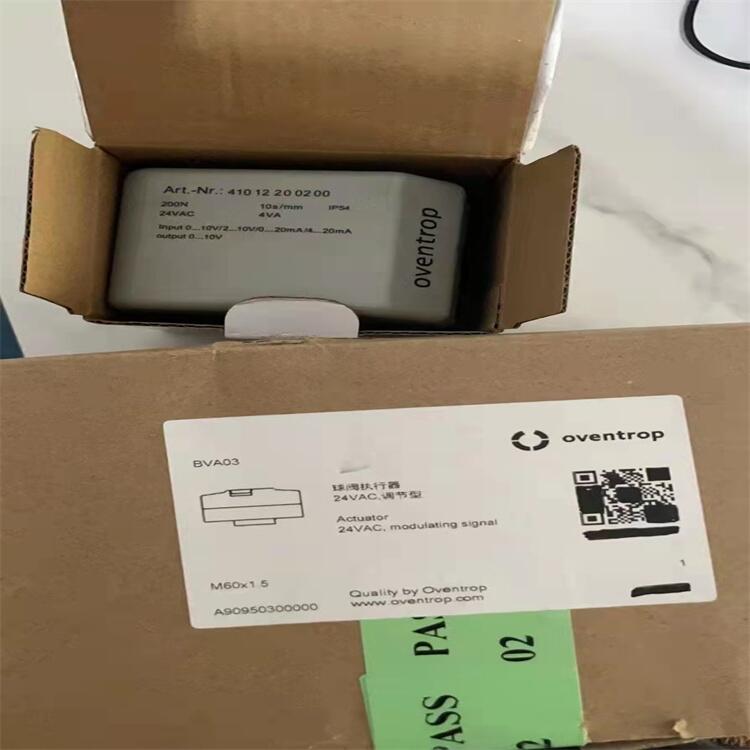 Art.-Nr.: 410 12 20 02 00
200N 10s/mm IP54
24VAC 4VA
Input 0...10V/2...10V/0...20mA/4...20mA
output 0...10V
oventrop
oventrop
BVA03
球阀执行器
24VAC,调节型
Actuator
24VAC, modulating signal
1
M60x1.5
A90950300000
Quality by Oventrop
www.oventrop.com
02